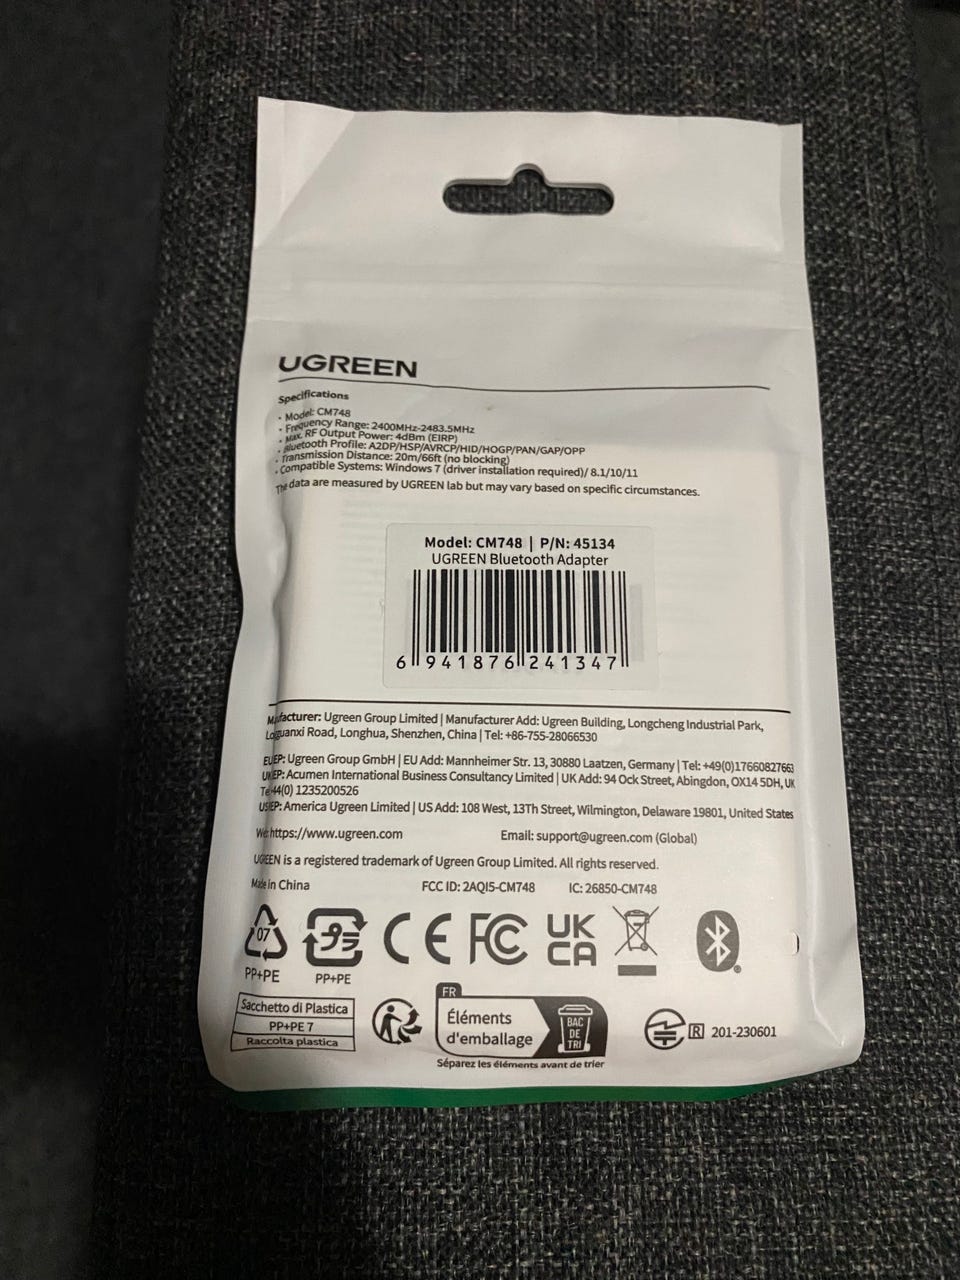 UGREEN
Specifications
· Model: CM748
· Frequency Range: 2400MHz-2483.5MHz
· Max. RF Output Power: 4dBm (EIRP)
· Bluetooth Profile: A2DP/HSP/AVRCP/HID/HOGP/PAN/GAP/OPP
· Transmission Distance: 20m/66ft (no blocking)
· Compatible Systems: Windows 7 (driver installation required)/ 8.1/10/11
The data are measured by UGREEN lab but may vary based on specific circumstances.
Model: CM748 | P/N: 45134
UGREEN Bluetooth Adapter
6 941876 241347
Manufacturer: Ugreen Group Limited | Manufacturer Add: Ugreen Building, Longcheng Industrial Park,
Longguanxi Road, Longhua, Shenzhen, China | Tel: +86-755-28066530
EU REP: Ugreen Group GmbH | EU Add: Mannheimer Str. 13, 30880 Laatzen, Germany | Tel: +49(0)17660827663
UK REP: Acumen International Business Consultancy Limited | UK Add: 94 Ock Street, Abingdon, OX14 5DH, UK
Tel: +44(0) 1235200526
US REP: America Ugreen Limited | US Add: 108 West, 13Th Street, Wilmington, Delaware 19801, United States
Web: https://www.ugreen.com Email: support@ugreen.com (Global)
UGREEN is a registered trademark of Ugreen Group Limited. All rights reserved.
Made in China FCC ID: 2AQI5-CM748 IC: 26850-CM748
07 プラ CE FC UK CA
PP+PE PP+PE
Sacchetto di Plastica
PP+PE 7
Raccolta plastica
FR
Éléments
d'emballage
BAC
DE
TRI
Séparez les éléments avant de trier
R 201-230601